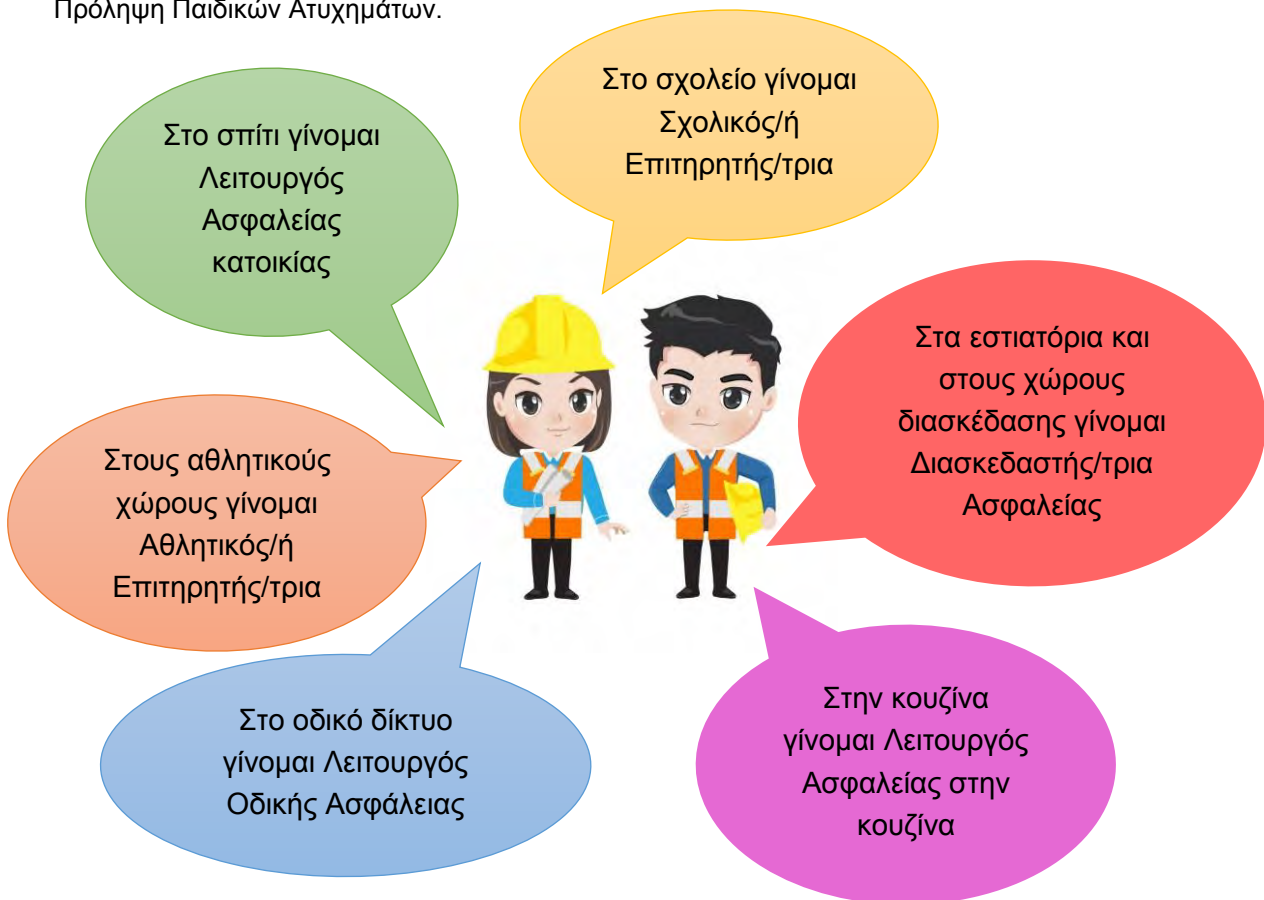 Πρόληψη Παιδικών Ατυχημάτων.
Στο σχολείο γίνομαι
Σχολικός/ή
Επιτηρητής/τρια
Στο σπίτι γίνομαι
Λειτουργός
Ασφαλείας
κατοικίας
Στα εστιατόρια και
στους χώρους
διασκέδασης γίνομαι
Διασκεδαστής/τρια
Ασφαλείας
Στους αθλητικούς
χώρους γίνομαι
Αθλητικός/ή
Επιτηρητής/τρια
Στο οδικό δίκτυο
γίνομαι Λειτουργός
Οδικής Ασφάλειας
Στην κουζίνα
γίνομαι Λειτουργός
Ασφαλείας στην
κουζίνα